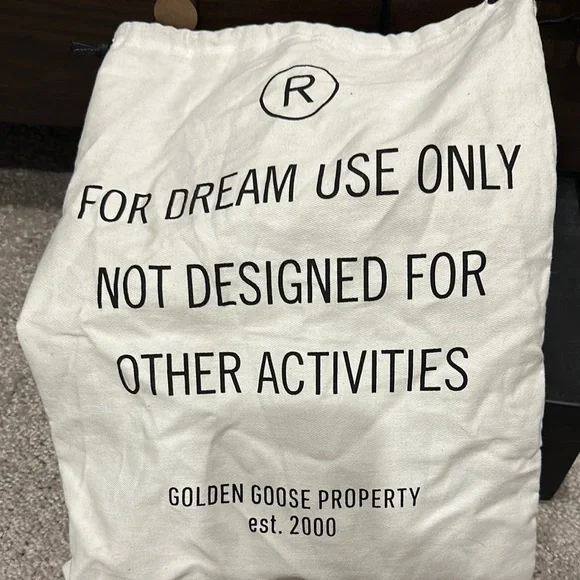 ®
FOR DREAM USE ONLY
NOT DESIGNED FOR
OTHER ACTIVITIES
GOLDEN GOOSE PROPERTY
est. 2000